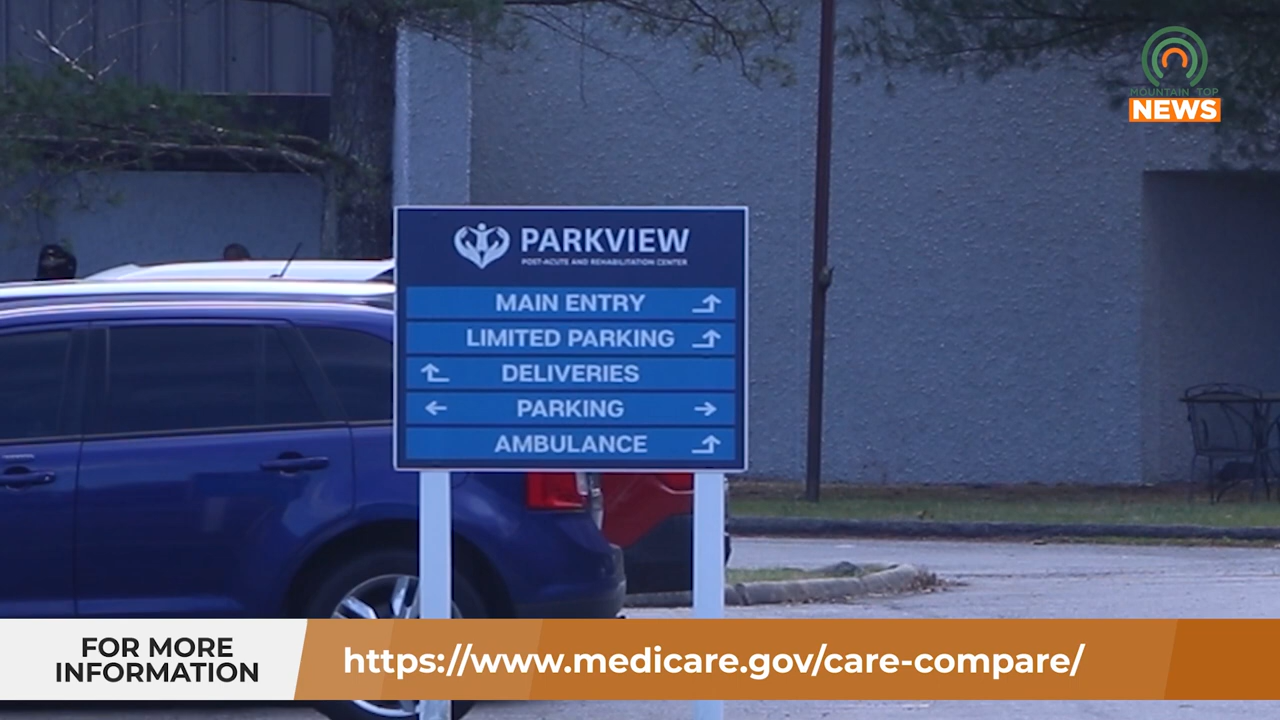 MOUNTAIN TOP
NEWS
PARKVIEW
POST-ACUTE AND REHABILITATION CENTER
MAIN ENTRY
LIMITED PARKING
DELIVERIES
PARKING
AMBULANCE
FOR MORE
INFORMATION
https://www.medicare.gov/care-compare/